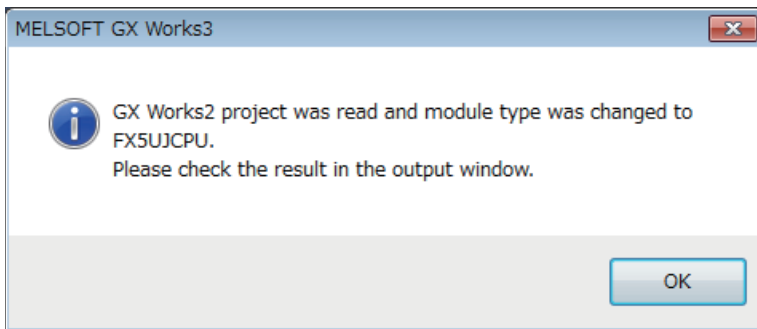 MELSOFT GX Works3
GX Works2 project was read and module type was changed to
FX5UJCPU.
Please check the result in the output window.
OK